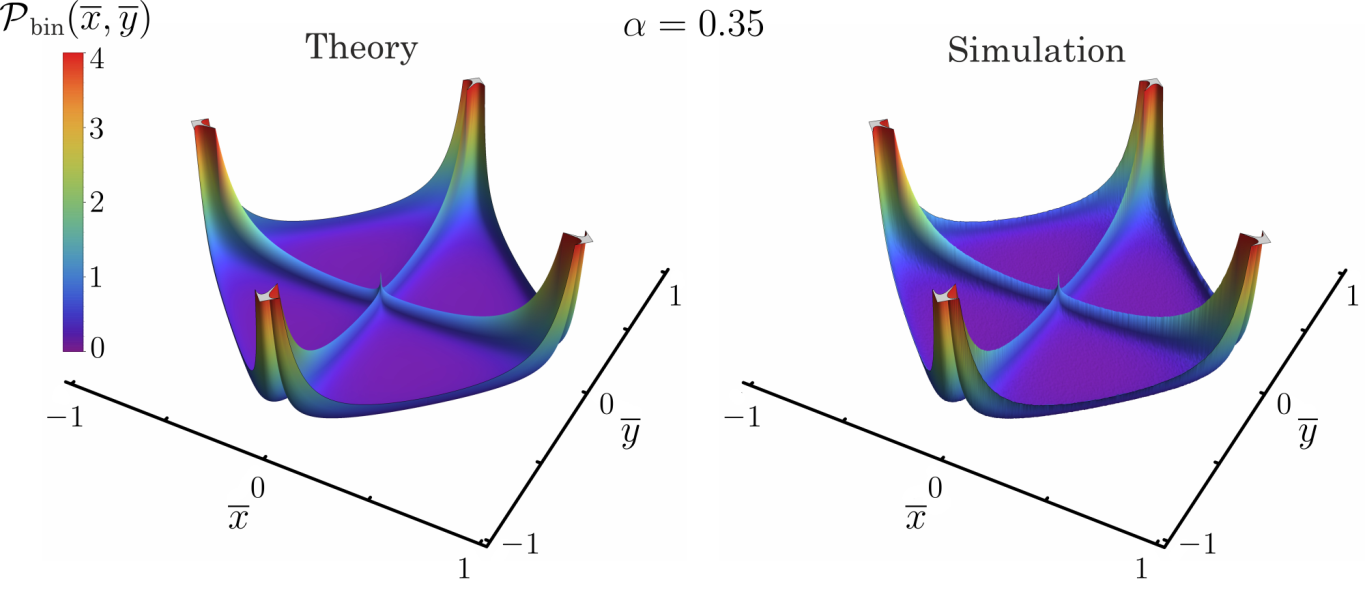 𝒫bin(x̅, y̅)
α = 0.35
Theory
Simulation
4
3
2
1
0
−1
0
1
x̅
−1
0
1
y̅
−1
0
1
x̅
−1
0
1
y̅